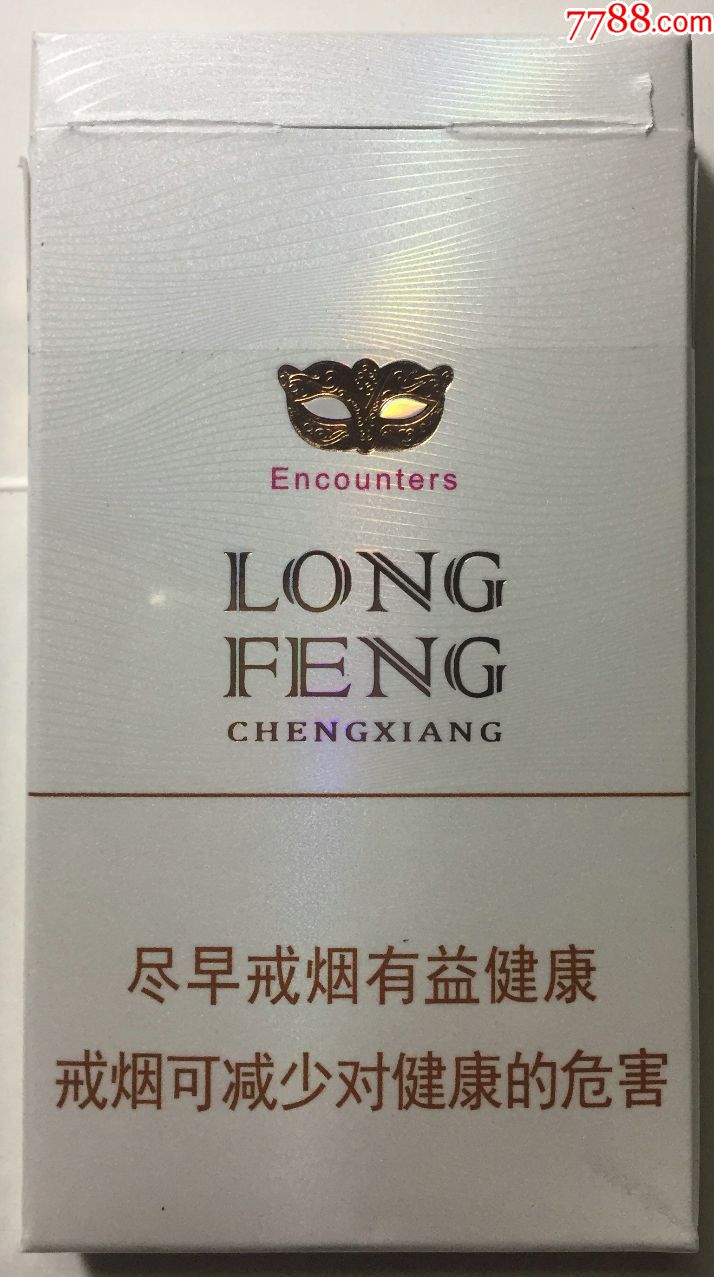 7788.com
Encounters
LONG
FENG
CHENGXIANG
尽早戒烟有益健康
戒烟可减少对健康的危害